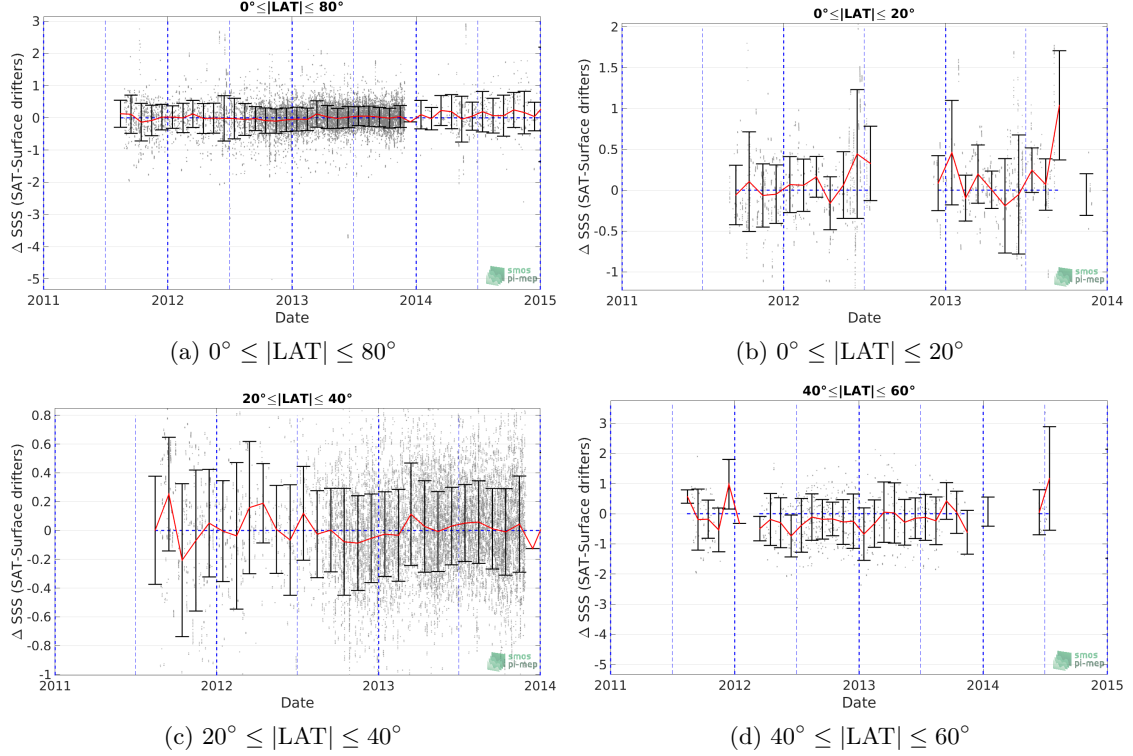 0°≤|LAT|≤ 80°
3
2
1
0
-1
-2
-3
-4
-5
Δ SSS (SAT-Surface drifters)
2011 2012 2013 2014 2015
Date
smos
pi-mep
(a) 0° ≤ |LAT| ≤ 80°
0°≤|LAT|≤ 20°
2
1.5
1
0.5
0
-0.5
-1
Δ SSS (SAT-Surface drifters)
2011 2012 2013 2014
Date
smos
pi-mep
(b) 0° ≤ |LAT| ≤ 20°
20°≤|LAT|≤ 40°
0.8
0.6
0.4
0.2
0
-0.2
-0.4
-0.6
-0.8
-1
Δ SSS (SAT-Surface drifters)
2011 2012 2013 2014
Date
smos
pi-mep
(c) 20° ≤ |LAT| ≤ 40°
40°≤|LAT|≤ 60°
3
2
1
0
-1
-2
-3
-4
-5
Δ SSS (SAT-Surface drifters)
2011 2012 2013 2014 2015
Date
smos
pi-mep
(d) 40° ≤ |LAT| ≤ 60°